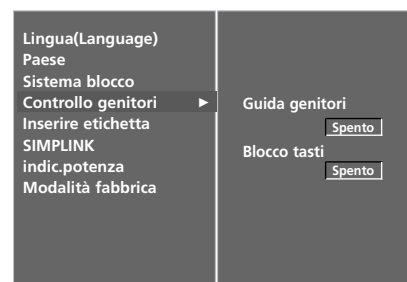 Lingua(Language)
Paese
Sistema blocco
Controllo genitori ►
Inserire etichetta
SIMPLINK
indic.potenza
Modalità fabbrica
Guida genitori
Spento
Blocco tasti
Spento